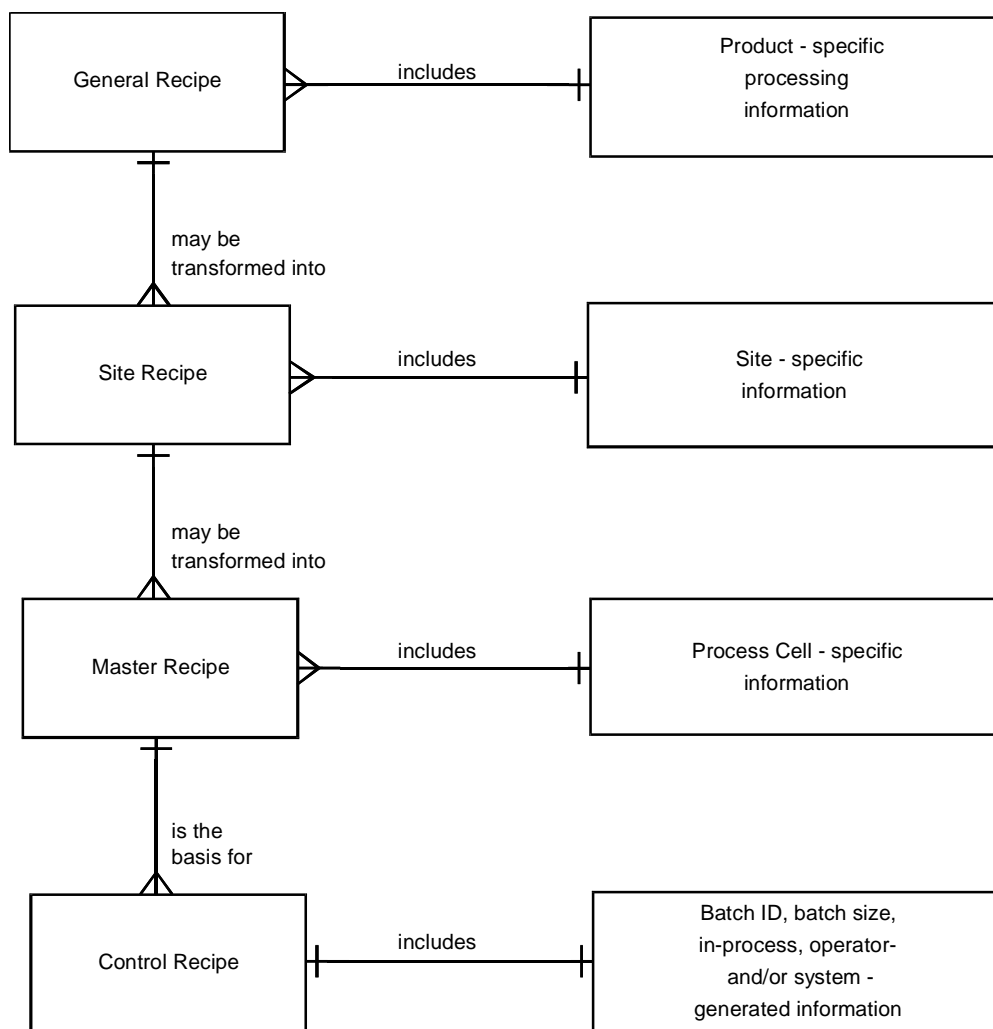 General Recipe
includes
Product - specific
processing
information
may be
transformed into
Site Recipe
includes
Site - specific
information
may be
transformed into
Master Recipe
includes
Process Cell - specific
information
is the
basis for
Control Recipe
includes
Batch ID, batch size,
in-process, operator-
and/or system -
generated information